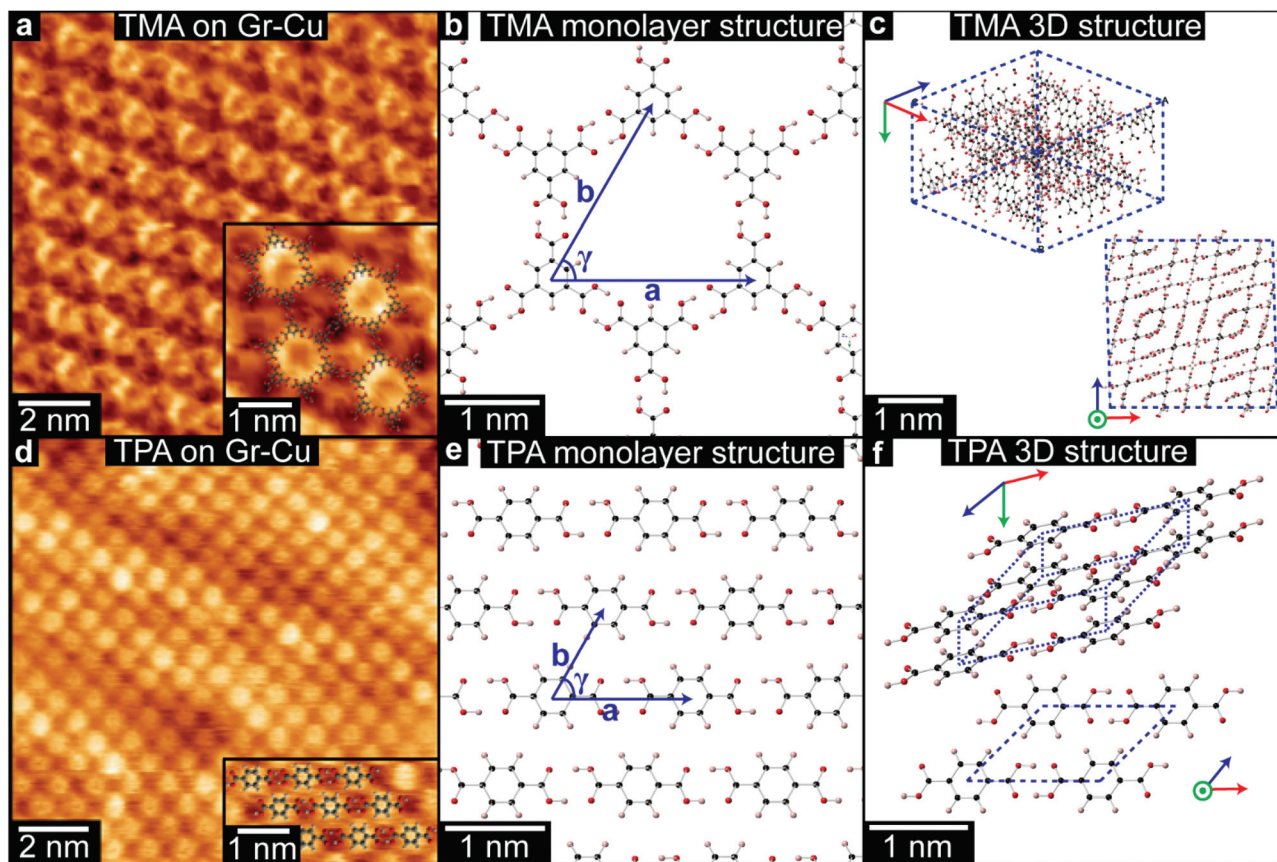 a TMA on Gr-Cu
1 nm
2 nm
b TMA monolayer structure
b
γ
a
1 nm
c TMA 3D structure
A
B
1 nm
d TPA on Gr-Cu
1 nm
2 nm
e TPA monolayer structure
b
γ
a
1 nm
f TPA 3D structure
1 nm